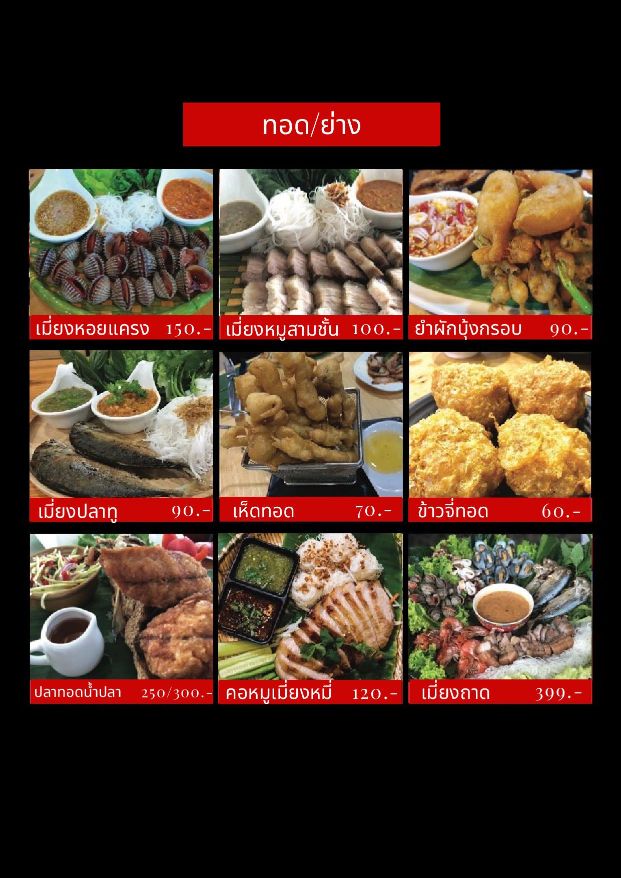 ทอด/ย่าง
เมี่ยงหอยแครง 150.-
เมี่ยงหมูสามชั้น 100.-
ยำผักบุ้งกรอบ 90.-
เมี่ยงปลาทู 90.-
เห็ดทอด 70.-
ข้าวจี่ทอด 60.-
ปลาทอดน้ำปลา 250/300.-
คอหมูเมี่ยงหมี่ 120.-
เมี่ยงถาด 399.-